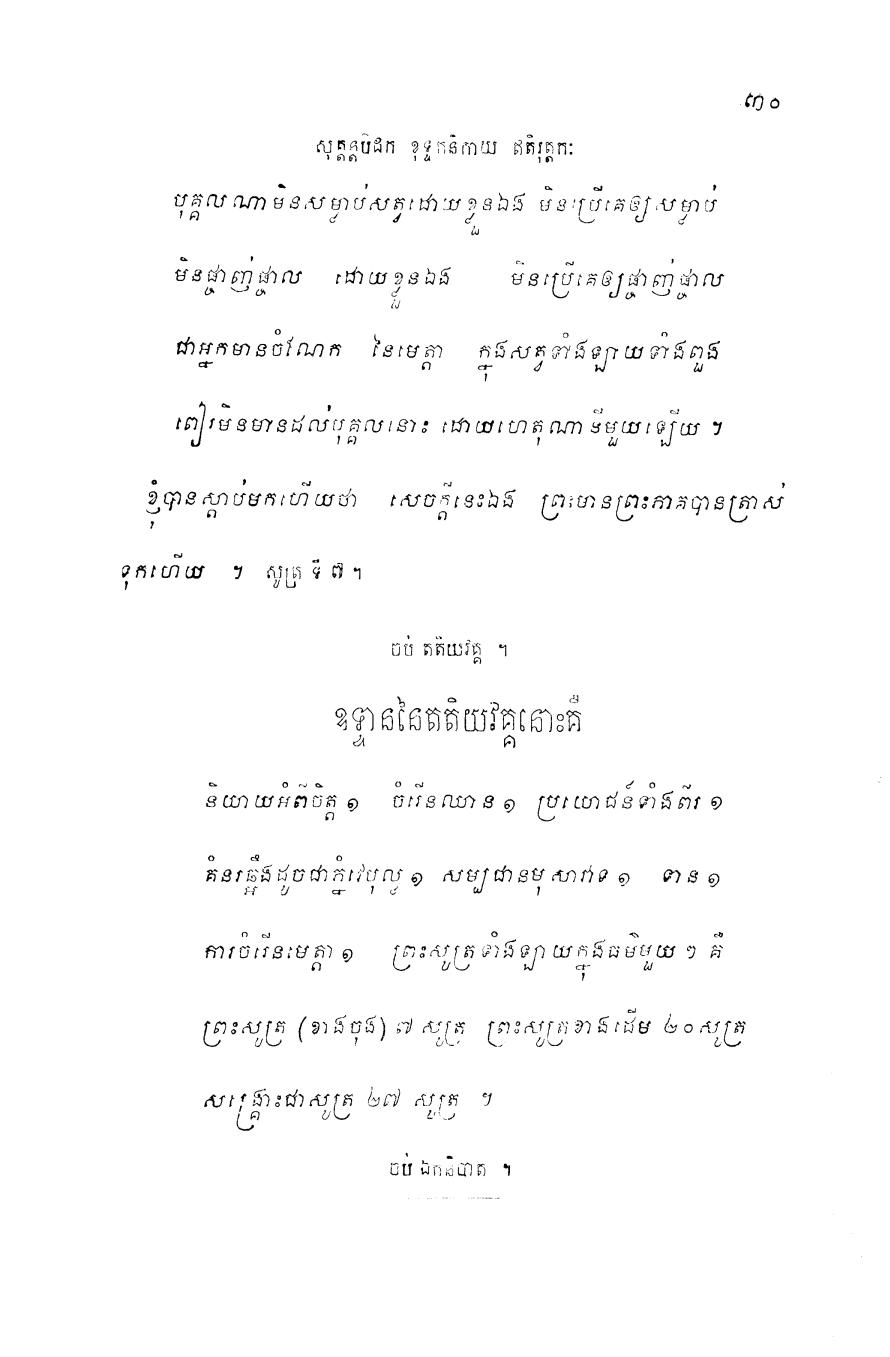 ៣០
សុត្តន្តបិដក ខុទ្ទកនិកាយ ឥតិវុត្តកៈ
បុគ្គលណាមិនសម្លាប់សត្វដោយខ្លួនឯង មិនប្រើគេឲ្យសម្លាប់
មិនផ្ចាញ់ផ្ចាល ដោយខ្លួនឯង មិនប្រើគេឲ្យផ្ចាញ់ផ្ចាល
ជាអ្នកមានចំណែក នៃមេត្តា ក្នុងសត្វទាំងឡាយទាំងពួង
ពៀរមិនមានដល់បុគ្គលនោះ ដោយហេតុណានីមួយឡើយ ។
ខ្ញុំបានស្តាប់មកហើយថា សេចក្តីនេះឯង ព្រះមានព្រះភាគបានត្រាស់
ទុកហើយ ។ សូត្រ ទី ៧ ។
ចប់ តតិយវគ្គ ។
ឧទ្ទាននៃតតិយវគ្គនោះគឺ
និយាយអំពីចិត្ត ១ ចំរើនឈាន ១ ប្រយោជន៍ទាំងពីរ ១
គំនរឆ្អឹងដូចជាភ្នំវេបុល្ល ១ សម្បជានមុសាវាទ ១ ទាន ១
ការចំរើនមេត្តា ១ ព្រះសូត្រទាំងឡាយក្នុងធម៌មួយ ៗ គឺ
ព្រះសូត្រ (ខាងចុង) ៧ សូត្រ ព្រះសូត្រខាងដើម ២០ សូត្រ
សង្គ្រោះជាសូត្រ ២៧ សូត្រ ។
ចប់ ឯកនិបាត ។